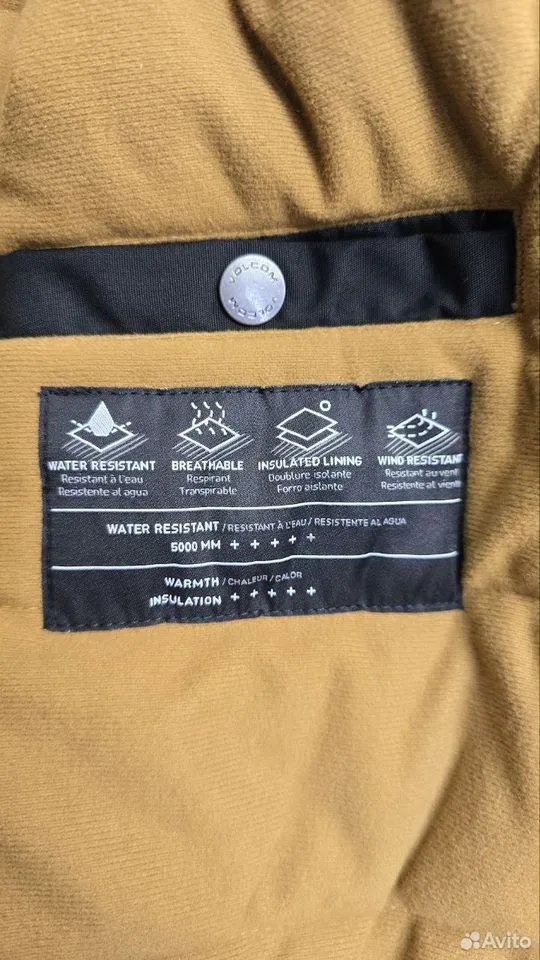 VOLCOM
VOLCOM
WATER RESISTANT
Resistant à l'eau
Resistente al agua
BREATHABLE
Respirant
Transpirable
INSULATED LINING
Doublure isolante
Forro aislante
WIND RESISTANT
Resistant au vent
Resistente al viento
WATER RESISTANT / RESISTANT À L'EAU / RESISTENTE AL AGUA
5000 MM + + + + +
WARMTH / CHALEUR / CALOR
INSULATION + + + + +
Avito